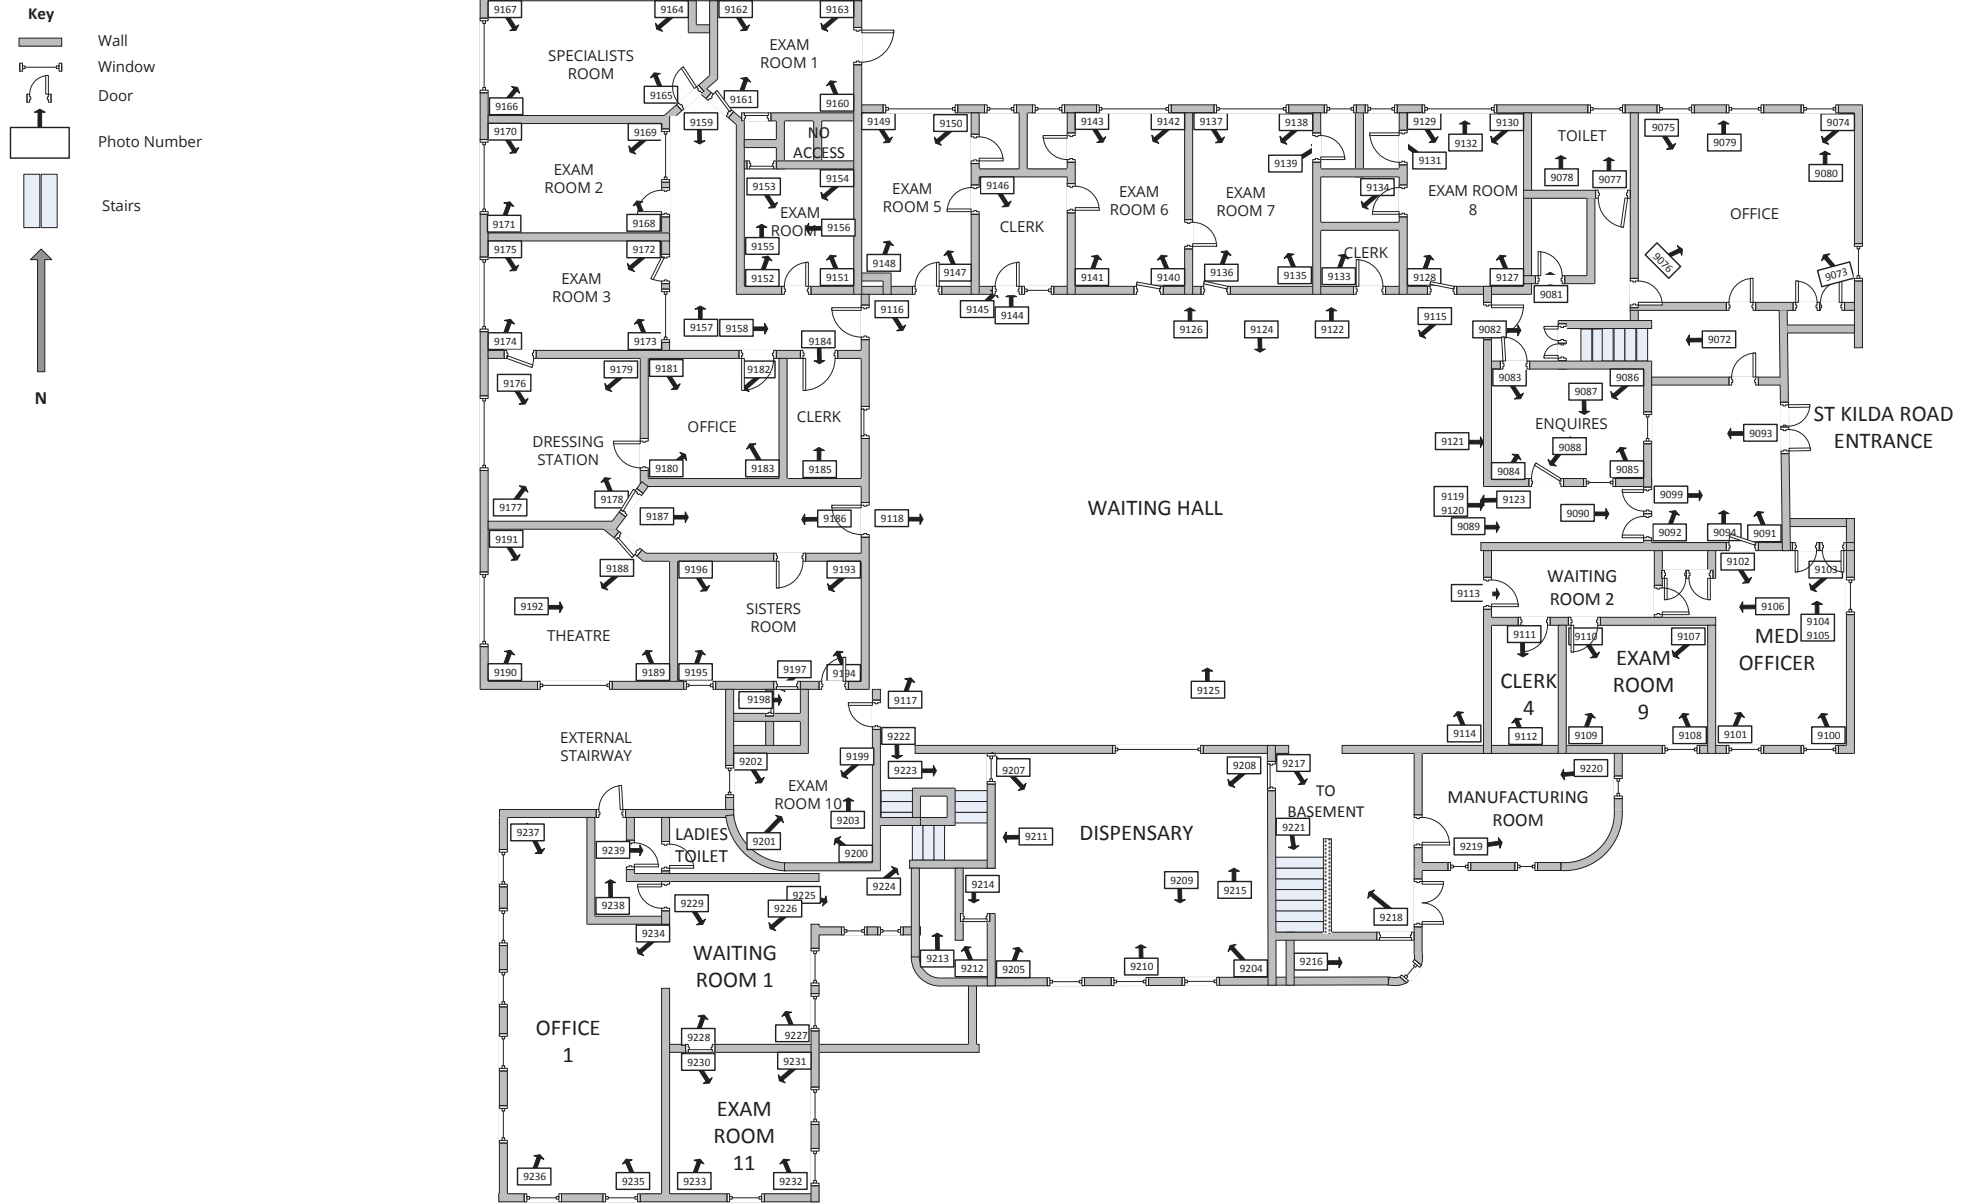 Key
Wall
Window
Door
Photo Number
Stairs
N
9167
9164
9162
9163
SPECIALISTS
ROOM
EXAM
ROOM 1
9166
9165
9161
9160
9170
9169
9159
NO
ACCESS
EXAM
ROOM 2
9171
9168
9153
9154
EXAM
ROOM
9156
9155
9152
9151
9175
9172
EXAM
ROOM 3
9174
9173
9157
9158
9149
9150
EXAM
ROOM 5
9148
9147
9146
CLERK
9145
9144
9143
9142
EXAM
ROOM 6
9141
9140
9137
9138
9139
EXAM
ROOM 7
9136
9135
9134
CLERK
9133
9129
9132
9130
9131
EXAM ROOM
8
9128
9127
TOILET
9078
9077
9081
9075
9079
9074
9080
OFFICE
9076
9073
9116
9126
9124
9122
9115
9082
9072
9184
9176
9179
9181
9182
DRESSING
STATION
OFFICE
CLERK
9180
9183
9185
9177
9178
9187
9186
9118
9083
9087
9086
ENQUIRES
9121
9088
9084
9085
9093
ST KILDA ROAD
ENTRANCE
WAITING HALL
9119
9120
9123
9089
9090
9099
9092
9094
9091
9191
9188
9192
THEATRE
9190
9189
9196
9193
SISTERS
ROOM
9195
9197
9194
9113
WAITING
ROOM 2
9102
9103
9106
9104
9105
MED
OFFICER
9111
9110
9107
CLERK
4
EXAM
ROOM
9
9114
9112
9109
9108
9101
9100
9125
9198
9117
EXTERNAL
STAIRWAY
9222
9202
9199
9223
EXAM
ROOM 10
9203
9201
9200
9207
9208
9211
DISPENSARY
9209
9215
9205
9210
9204
9217
TO
BASEMENT
9221
9218
9216
9220
MANUFACTURING
ROOM
9219
9237
9239
LADIES
TOILET
9238
9229
9225
9226
9224
9214
9213
9212
9234
WAITING
ROOM 1
9228
9227
OFFICE
1
9230
9231
EXAM
ROOM
11
9236
9235
9233
9232